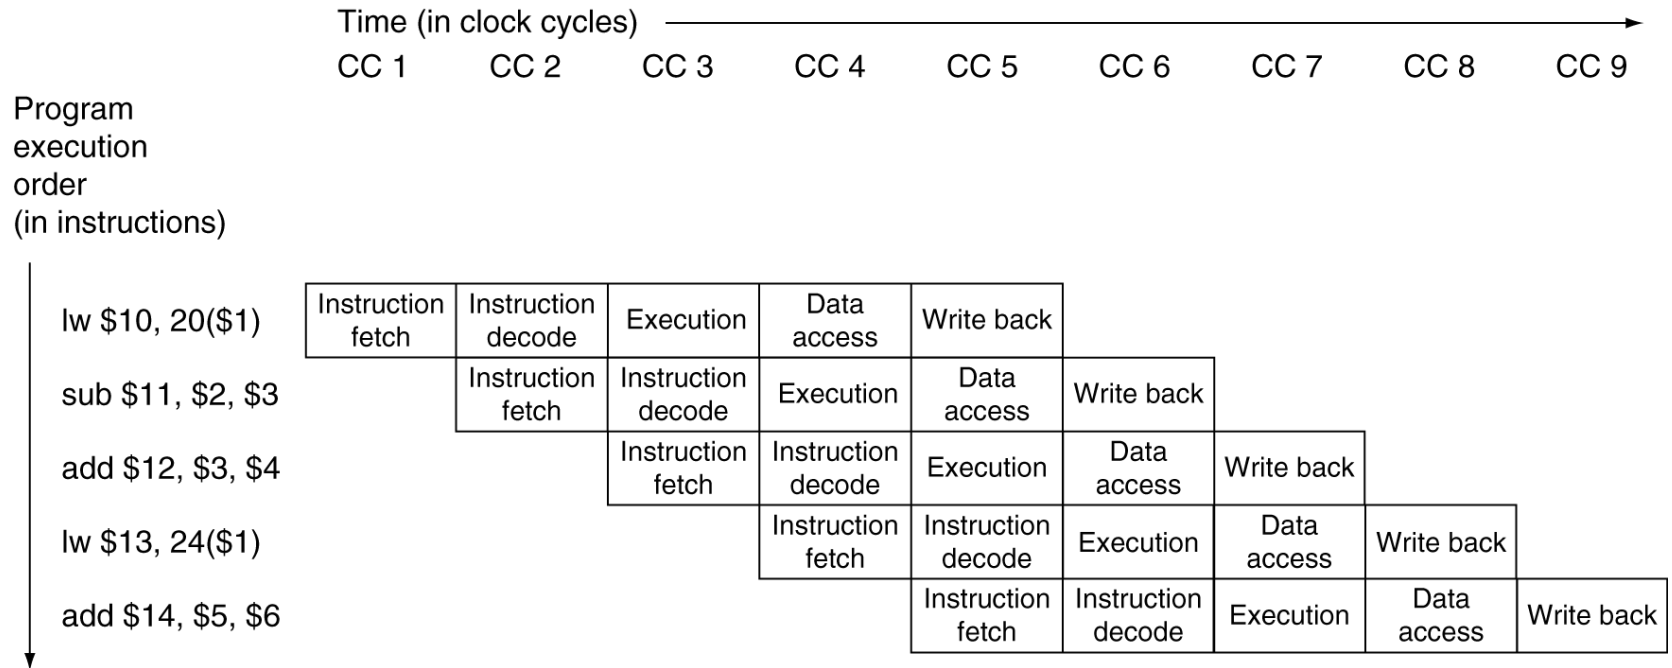 Time (in clock cycles)
CC 1 CC 2 CC 3 CC 4 CC 5 CC 6 CC 7 CC 8 CC 9
Program
execution
order
(in instructions)
lw $10, 20($1)
Instruction
fetch
Instruction
decode
Execution
Data
access
Write back
sub $11, $2, $3
Instruction
fetch
Instruction
decode
Execution
Data
access
Write back
add $12, $3, $4
Instruction
fetch
Instruction
decode
Execution
Data
access
Write back
lw $13, 24($1)
Instruction
fetch
Instruction
decode
Execution
Data
access
Write back
add $14, $5, $6
Instruction
fetch
Instruction
decode
Execution
Data
access
Write back